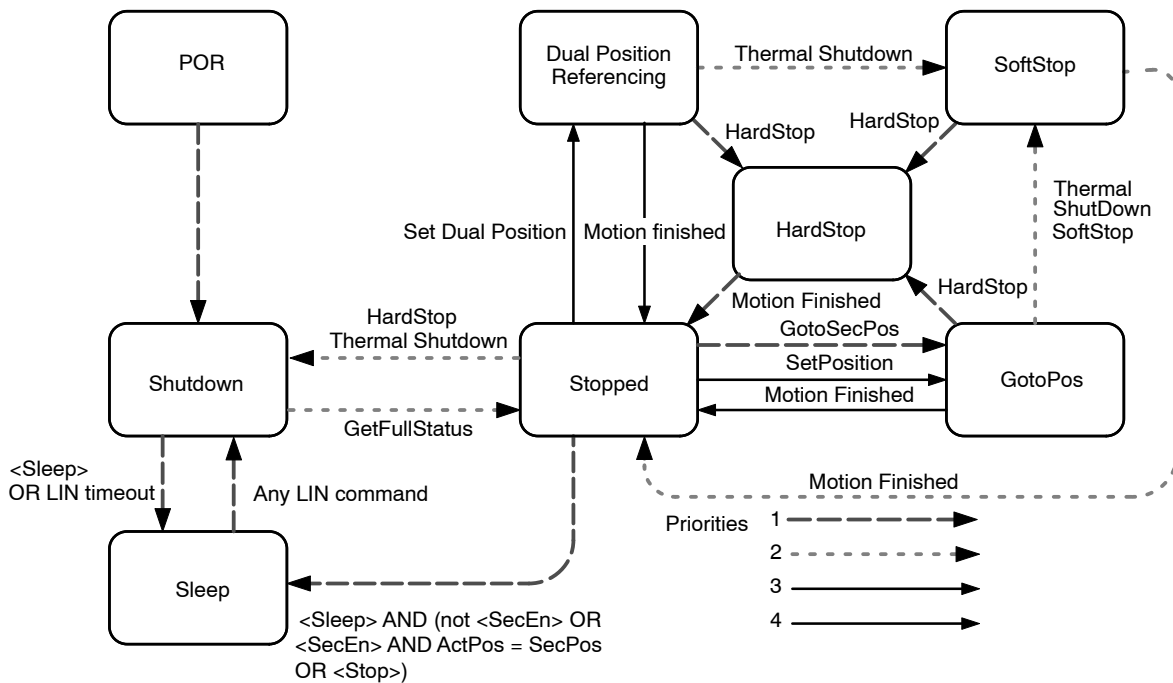 POR
Dual Position
Referencing
Thermal Shutdown
SoftStop
HardStop
HardStop
Set Dual Position
Motion finished
HardStop
Thermal
ShutDown
SoftStop
HardStop
Motion Finished
HardStop
Thermal Shutdown
GotoSecPos
SetPosition
Motion Finished
Shutdown
Stopped
GotoPos
GetFullStatus
<Sleep>
OR LIN timeout
Any LIN command
Motion Finished
Sleep
Priorities
1
2
3
4
<Sleep> AND (not <SecEn> OR
<SecEn> AND ActPos = SecPos
OR <Stop>)